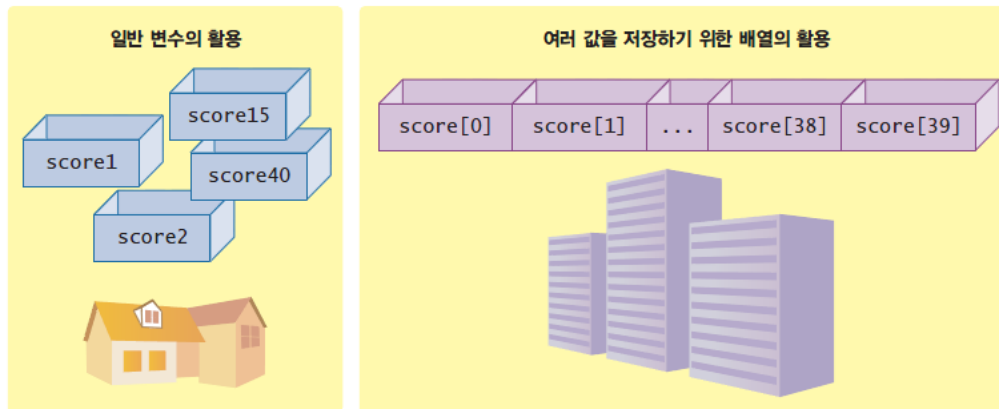 일반 변수의 활용
score15
score1
score40
score2
여러 값을 저장하기 위한 배열의 활용
score[0] score[1] ... score[38] score[39]